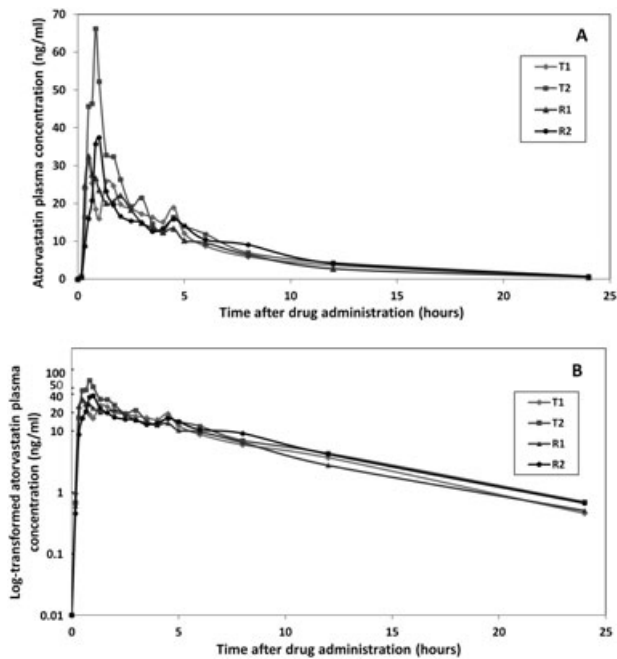 A
Atorvastatin plasma concentration (ng/ml)
70
60
50
40
30
20
10
0
T1
T2
R1
R2
0
5
10
15
20
25
Time after drug administration (hours)
B
Log-transformed atorvastatin plasma
concentration (ng/ml)
100
50
40
20
10
1
0.1
0.01
T1
T2
R1
R2
0
5
10
15
20
25
Time after drug administration (hours)